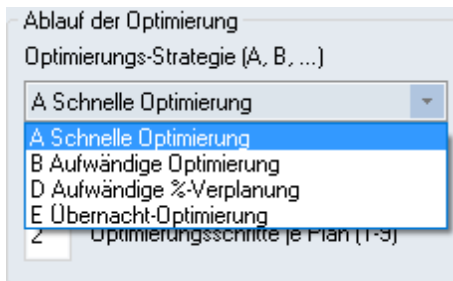 Ablauf der Optimierung
Optimierungs-Strategie (A, B, ...)
A Schnelle Optimierung
A Schnelle Optimierung
B Aufwändige Optimierung
D Aufwändige %-Verplanung
E Übernacht-Optimierung
2 Optimierungsschritte je Plan (1-9)